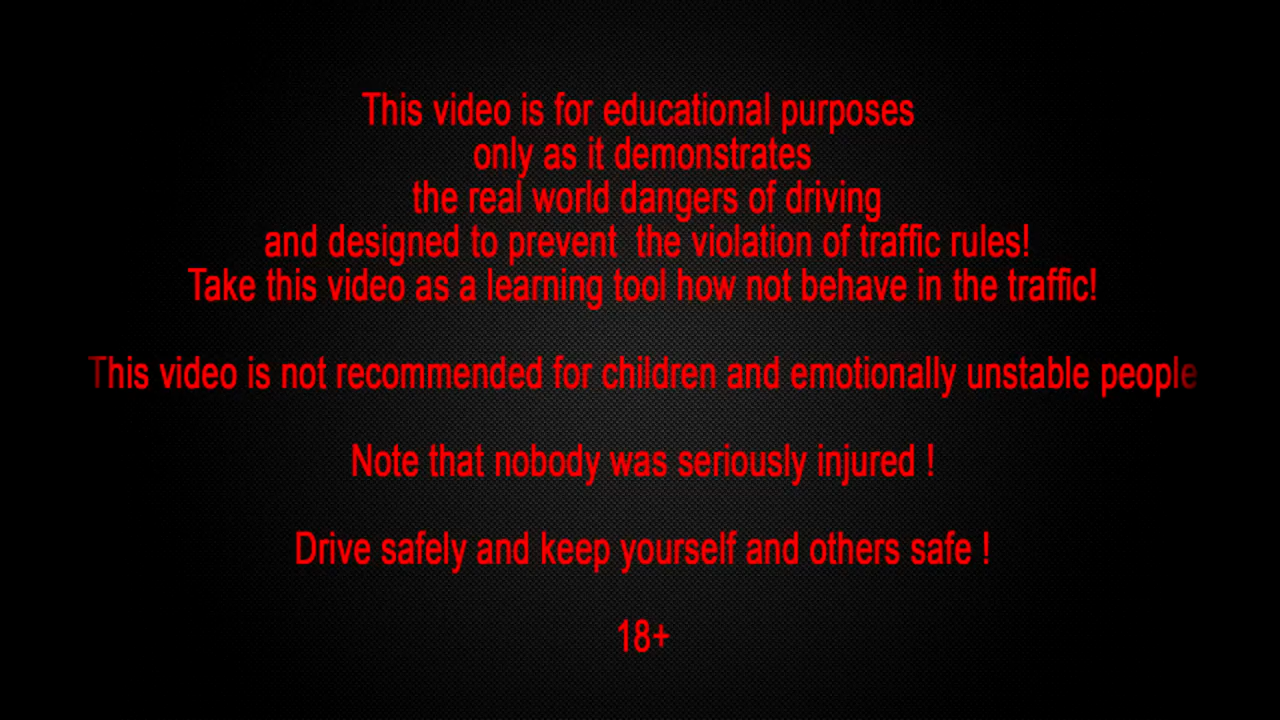 This video is for educational purposes
only as it demonstrates
the real world dangers of driving
and designed to prevent  the violation of traffic rules!
Take this video as a learning tool how not behave in the traffic!
This video is not recommended for children and emotionally unstable people
Note that nobody was seriously injured !
Drive safely and keep yourself and others safe !
18+